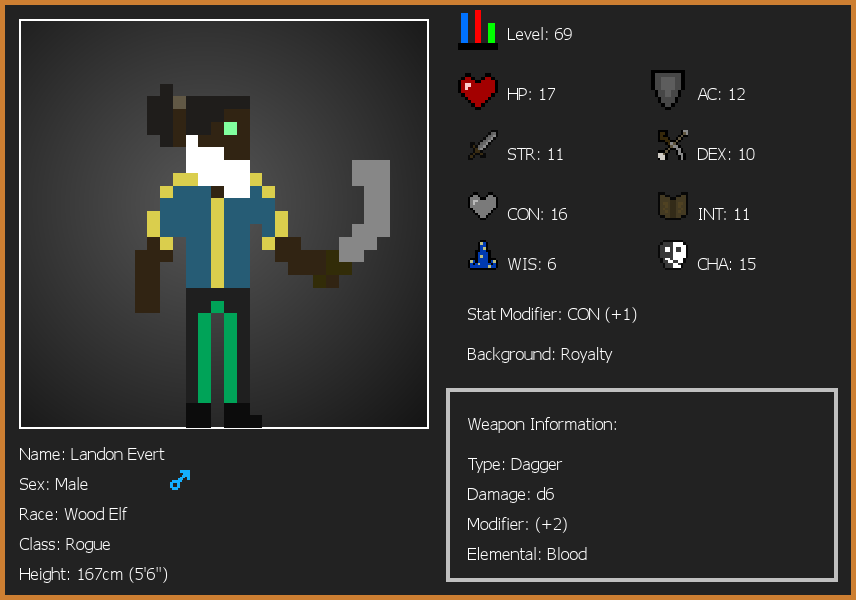 Level: 69
HP: 17
AC: 12
STR: 11
DEX: 10
CON: 16
INT: 11
WIS: 6
CHA: 15
Stat Modifier: CON (+1)
Background: Royalty
Weapon Information:
Type: Dagger
Damage: d6
Modifier: (+2)
Elemental: Blood
Name: Landon Evert
Sex: Male
Race: Wood Elf
Class: Rogue
Height: 167cm (5'6")